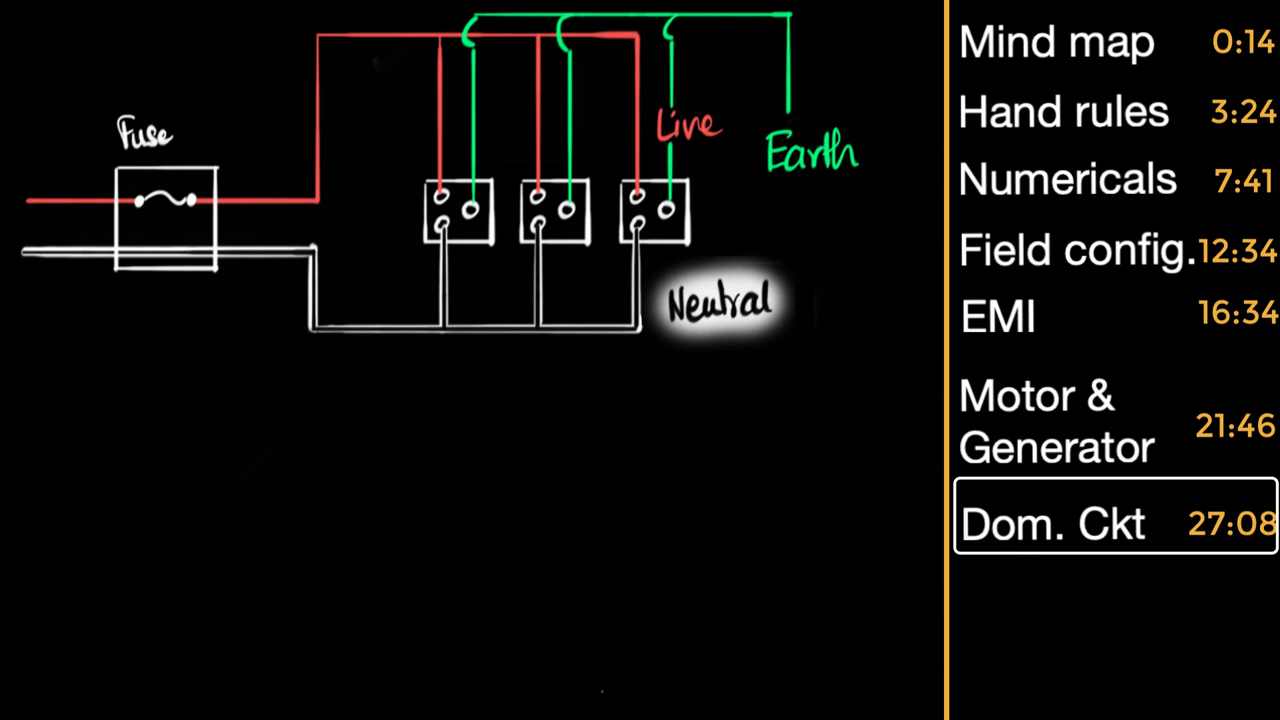 Fuse
Live
Earth
Neutral
Mind map 0:14
Hand rules 3:24
Numericals 7:41
Field config. 12:34
EMI 16:34
Motor &
Generator 21:46
Dom. Ckt 27:08